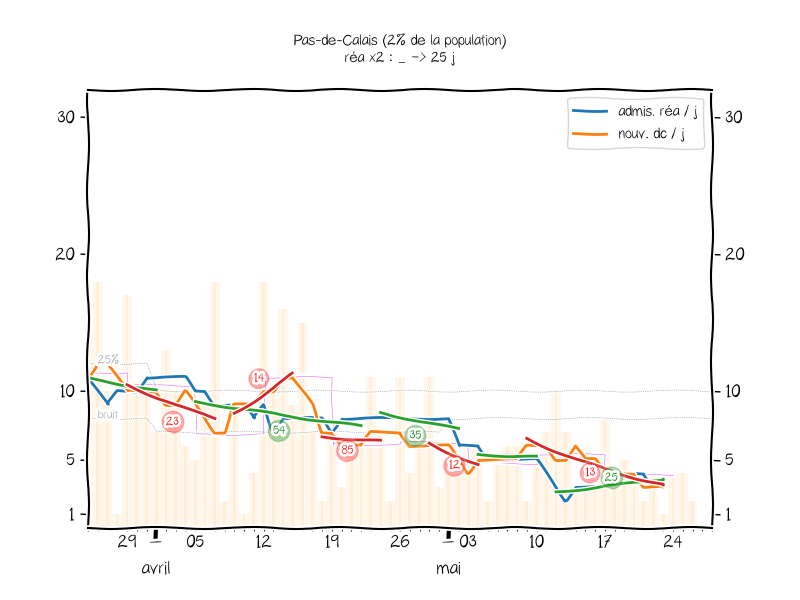 Pas-de-Calais (2% de la population)
réa x2 : _ -> 25 j
admis. réa / j
nouv. dc / j
30
30
20
20
25%
14
10
10
bruit
23
54
35
85
12
13
25
5
5
1
1
29 05 12 19 26 03 10 17 24
avril mai